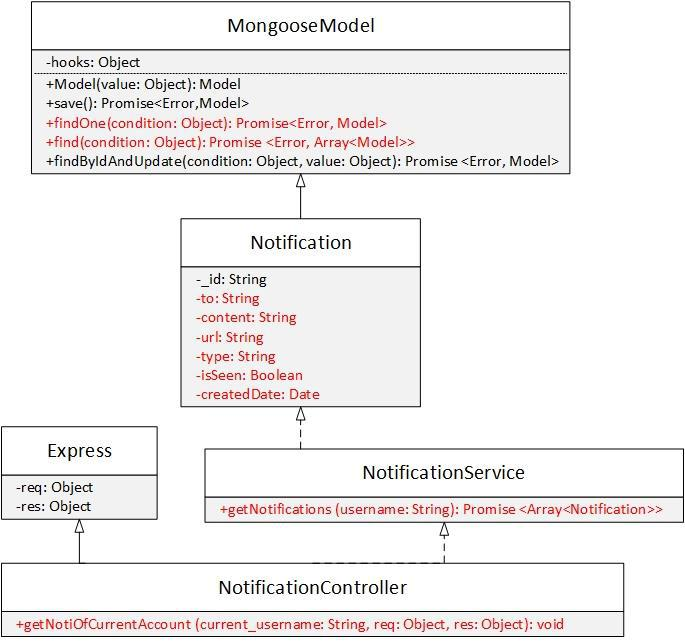 MongooseModel
-hooks: Object
+Model(value: Object): Model
+save(): Promise<Error,Model>
+findOne(condition: Object): Promise<Error, Model>
+find(condition: Object): Promise <Error, Array<Model>>
+findByIdAndUpdate(condition: Object, value: Object): Promise <Error, Model>
Notification
-_id: String
-to: String
-content: String
-url: String
-type: String
-isSeen: Boolean
-createdDate: Date
Express
-req: Object
-res: Object
NotificationService
+getNotifications (username: String): Promise <Array<Notification>>
NotificationController
+getNotiOfCurrentAccount (current_username: String, req: Object, res: Object): void